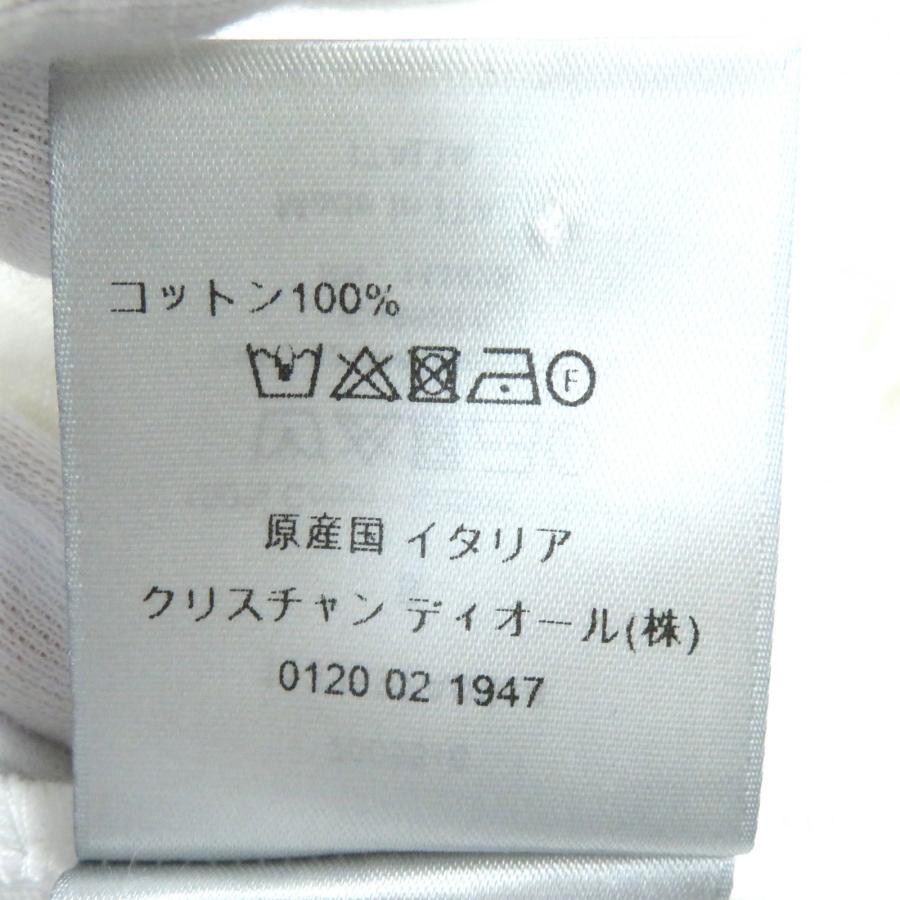 コットン100%
F
原産国 イタリア
クリスチャン ディオール(株)
0120 02 1947